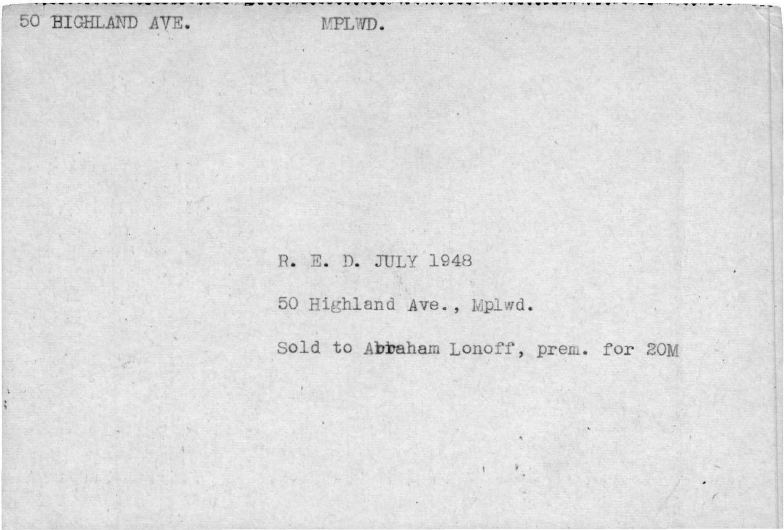 50 HIGHLAND AVE. MPLWD.
R. E. D. JULY 1948
50 Highland Ave., Mplwd.
Sold to Abraham Lonoff, prem. for 20M